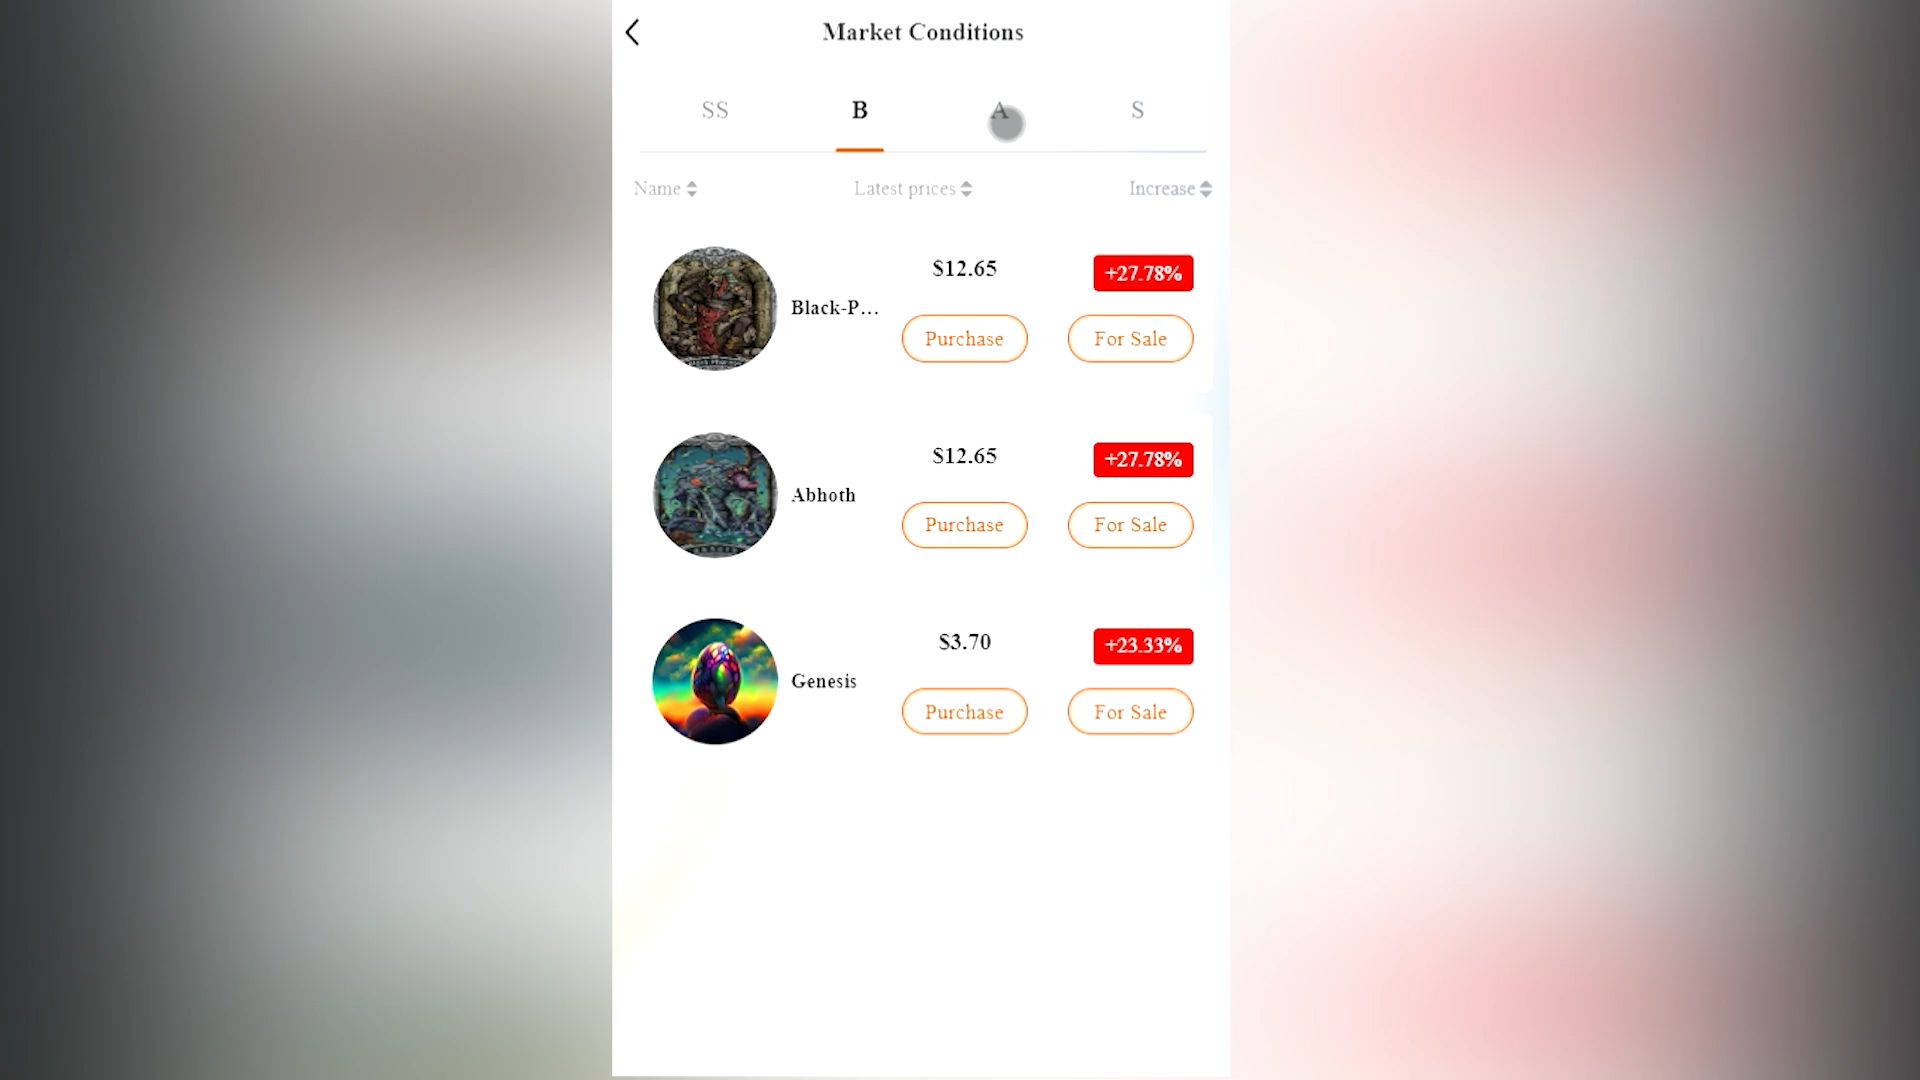 Market Conditions
SS B A S
Name Latest prices Increase
$12.65 +27.78%
Black-P...
Purchase For Sale
$12.65 +27.78%
Abhoth
Purchase For Sale
$3.70 +23.33%
Genesis
Purchase For Sale